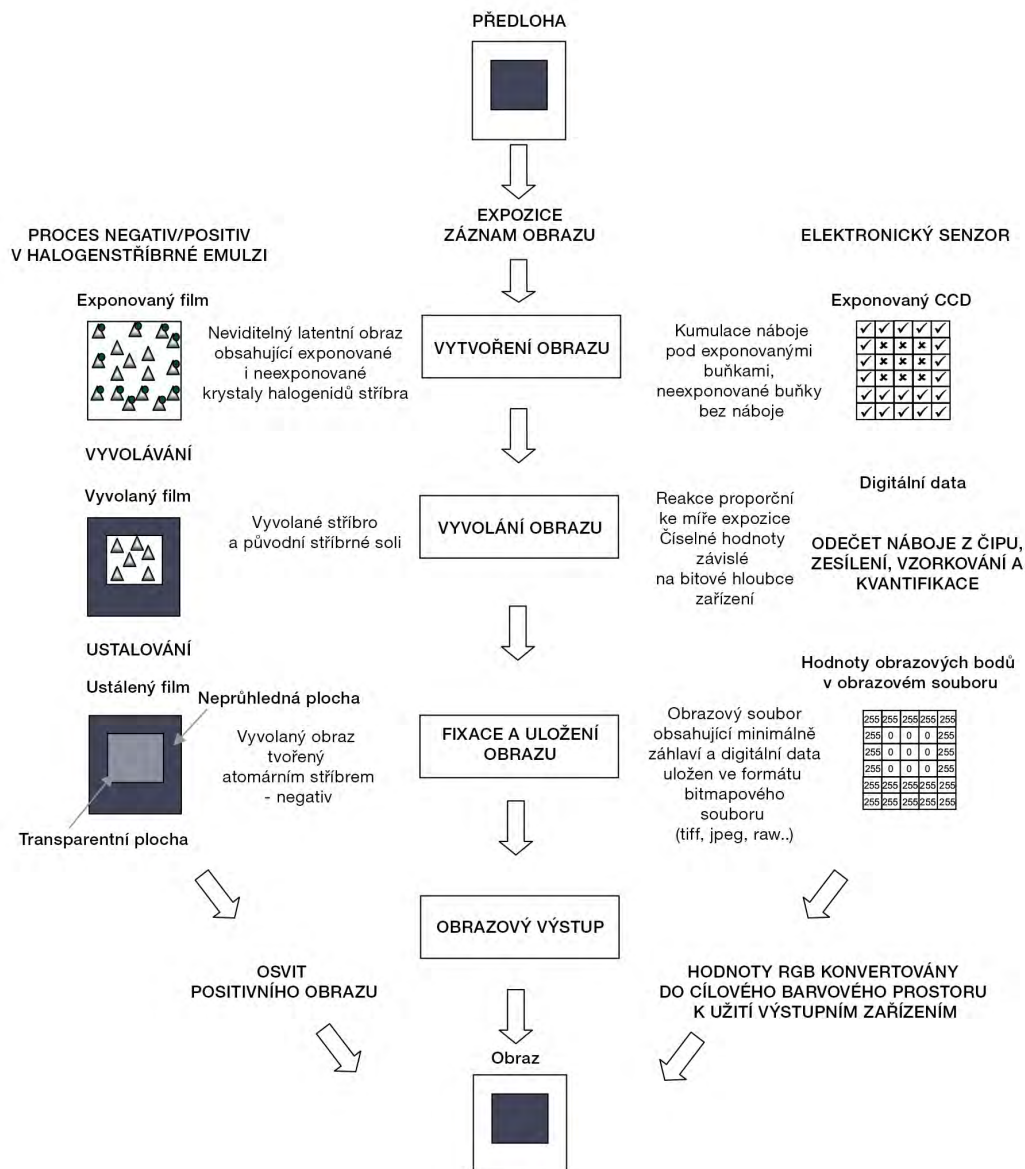 PŘEDLOHA
EXPOZICE
ZÁZNAM OBRAZU
PROCES NEGATIV/POSITIV
V HALOGENSTŘÍBRNÉ EMULZI
ELEKTRONICKÝ SENZOR
Exponovaný film
Neviditelný latentní obraz
obsahující exponované
i neexponované
krystaly halogenidů stříbra
VYTVOŘENÍ OBRAZU
Kumulace náboje
pod exponovanými
buňkami,
neexponované buňky
bez náboje
Exponovaný CCD
✓ ✓ ✓ ✓ ✓
✓ ✗ ✗ ✗ ✓
✓ ✗ ✗ ✗ ✓
✓ ✗ ✗ ✗ ✓
✓ ✓ ✓ ✓ ✓
✓ ✓ ✓ ✓ ✓
VYVOLÁVÁNÍ
Vyvolaný film
Vyvolané stříbro
a původní stříbrné soli
VYVOLÁNÍ OBRAZU
Reakce proporční
ke míře expozice
Číselné hodnoty
závislé
na bitové hloubce
zařízení
Digitální data
ODEČET NÁBOJE Z ČIPU,
ZESÍLENÍ, VZORKOVÁNÍ A
KVANTIFIKACE
USTALOVÁNÍ
Ustálený film
Neprůhledná plocha
Vyvolaný obraz
tvořený
atomárním stříbrem
- negativ
Transparentní plocha
FIXACE A ULOŽENÍ
OBRAZU
Obrazový soubor
obsahující minimálně
záhlaví a digitální data
uložen ve formátu
bitmapového
souboru
(tiff, jpeg, raw..)
Hodnoty obrazových bodů
v obrazovém souboru
255 255 255 255 255
255 0 0 0 255
255 0 0 0 255
255 0 0 0 255
255 255 255 255 255
255 255 255 255 255
OBRAZOVÝ VÝSTUP
OSVIT
POSITIVNÍHO OBRAZU
HODNOTY RGB KONVERTOVÁNY
DO CÍLOVÉHO BARVOVÉHO PROSTORU
K UŽITÍ VÝSTUPNÍM ZAŘÍZENÍM
Obraz